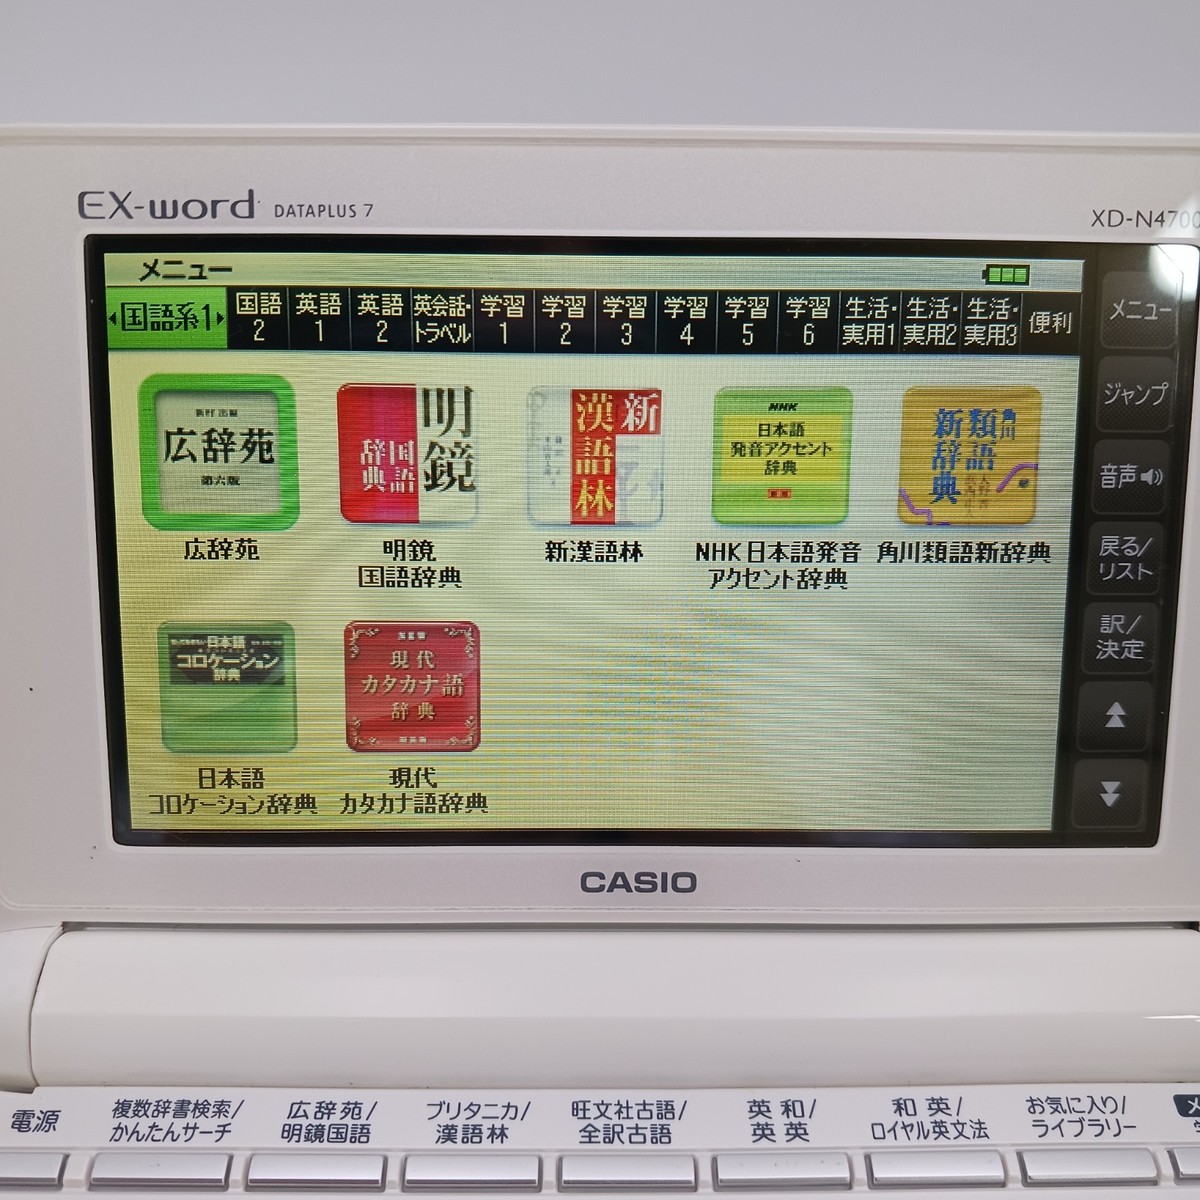 EX-word DATAPLUS 7
XD-N4700
メニュー
国語系1
国語
2
英語
1
英語
2
英会話・
トラベル
学習
1
学習
2
学習
3
学習
4
学習
5
学習
6
生活・
実用1
生活・
実用2
生活・
実用3
便利
広辞苑
第六版
明鏡
国語
辞典
新
漢語林
NHK
日本語
発音アクセント
辞典
角川
類語
新辞典
広辞苑
明鏡
国語辞典
新漢語林
NHK日本語発音
アクセント辞典
角川類語新辞典
日本語
コロケーション
辞典
現代
カタカナ語
辞典
日本語
コロケーション辞典
現代
カタカナ語辞典
メニュー
ジャンプ
音声
戻る/
リスト
訳/
決定
CASIO
電源
複数辞書検索/
かんたんサーチ
広辞苑/
明鏡国語
ブリタニカ/
漢語林
旺文社古語/
全訳古語
英和/
英英
和英/
ロイヤル英文法
お気に入り/
ライブラリー